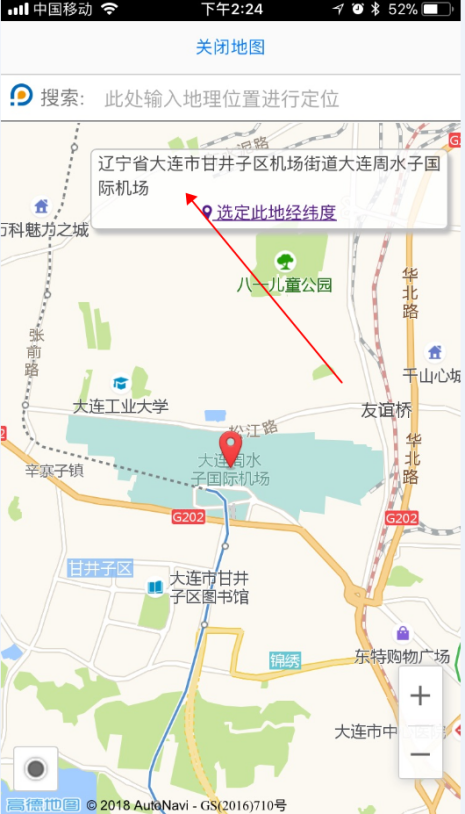 中国移动 下午2:24 52%
关闭地图
搜索: 此处输入地理位置进行定位
辽宁省大连市甘井子区机场街道大连周水子国
际机场
选定此地经纬度
万科魅力之城
八一儿童公园
华北路
张前路
千山心城
大连工业大学
友谊桥
松江路
大连周水
子国际机场
华北路
辛寨子镇
G202
G202
甘井子区
大连市甘井
子区图书馆
锦绣
东特购物广场
+
大连市中
−
高德地图 © 2018 AutoNavi - GS(2016)710号